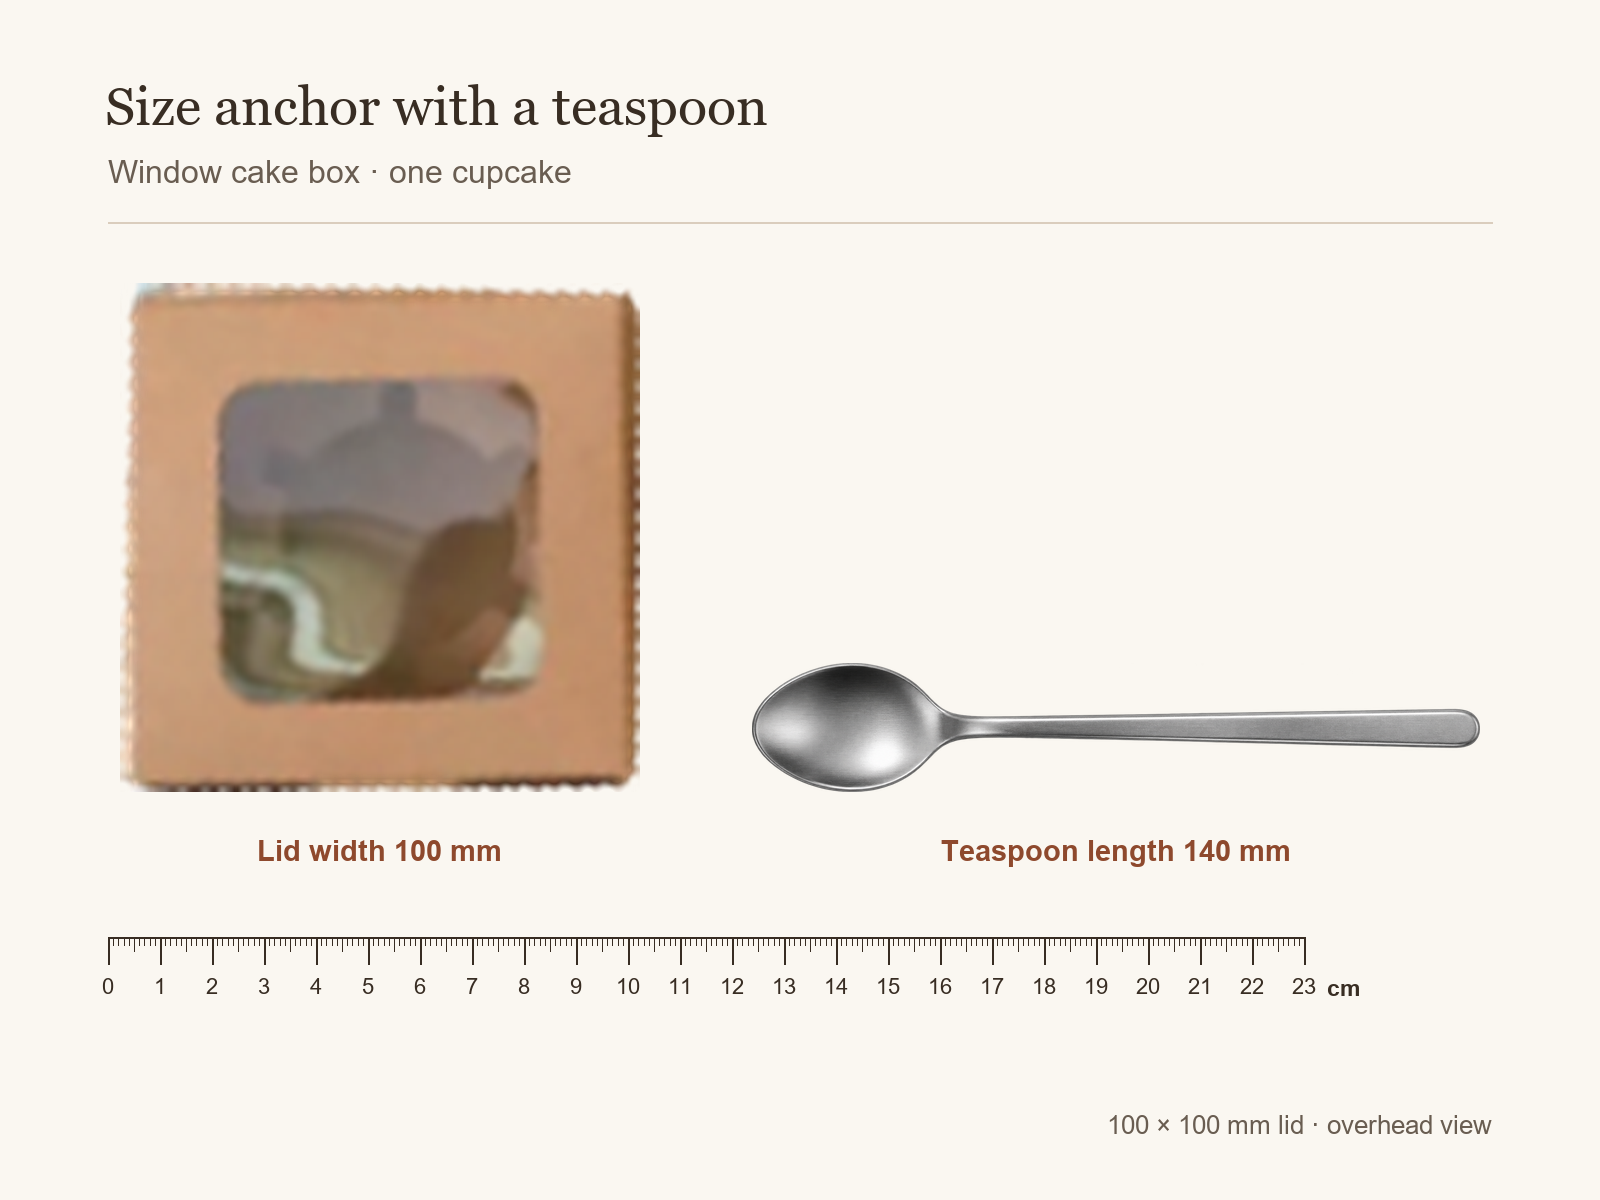 Size anchor with a teaspoon
Window cake box · one cupcake
Lid width 100 mm
Teaspoon length 140 mm
0 1 2 3 4 5 6 7 8 9 10 11 12 13 14 15 16 17 18 19 20 21 22 23 cm
100 × 100 mm lid · overhead view